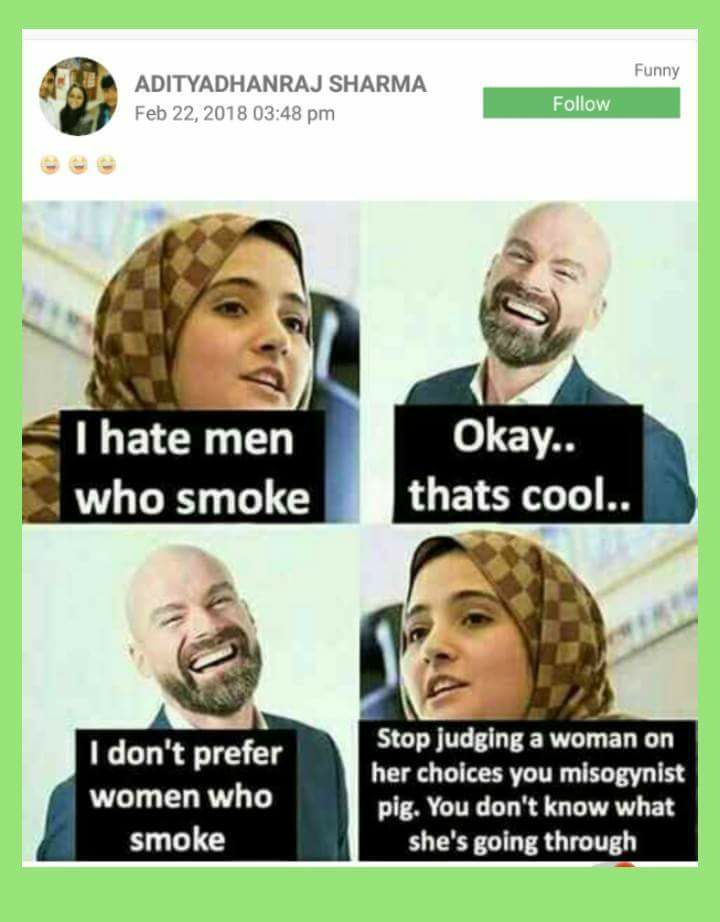 ADITYADHANRAJ SHARMA
Feb 22, 2018 03:48 pm
Funny
Follow
I hate men
who smoke
Okay..
thats cool..
I don't prefer
women who
smoke
Stop judging a woman on
her choices you misogynist
pig. You don't know what
she's going through